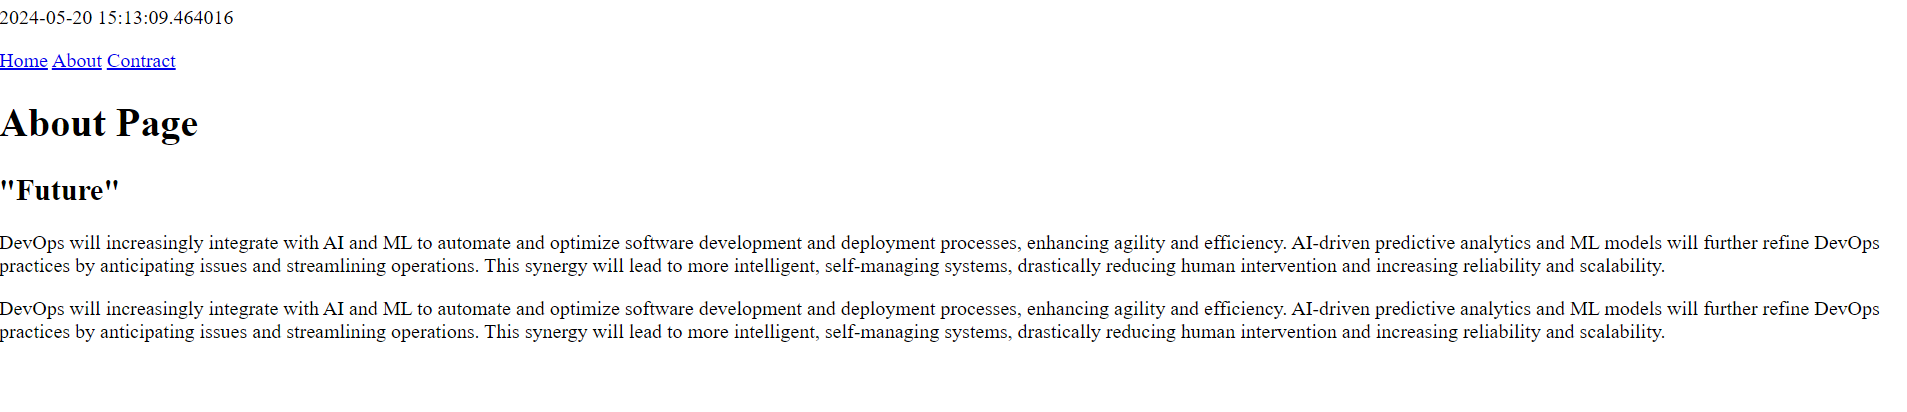 2024-05-20 15:13:09.464016
Home About Contract
About Page
"Future"
DevOps will increasingly integrate with AI and ML to automate and optimize software development and deployment processes, enhancing agility and efficiency. AI-driven predictive analytics and ML models will further refine DevOps
practices by anticipating issues and streamlining operations. This synergy will lead to more intelligent, self-managing systems, drastically reducing human intervention and increasing reliability and scalability.
DevOps will increasingly integrate with AI and ML to automate and optimize software development and deployment processes, enhancing agility and efficiency. AI-driven predictive analytics and ML models will further refine DevOps
practices by anticipating issues and streamlining operations. This synergy will lead to more intelligent, self-managing systems, drastically reducing human intervention and increasing reliability and scalability.